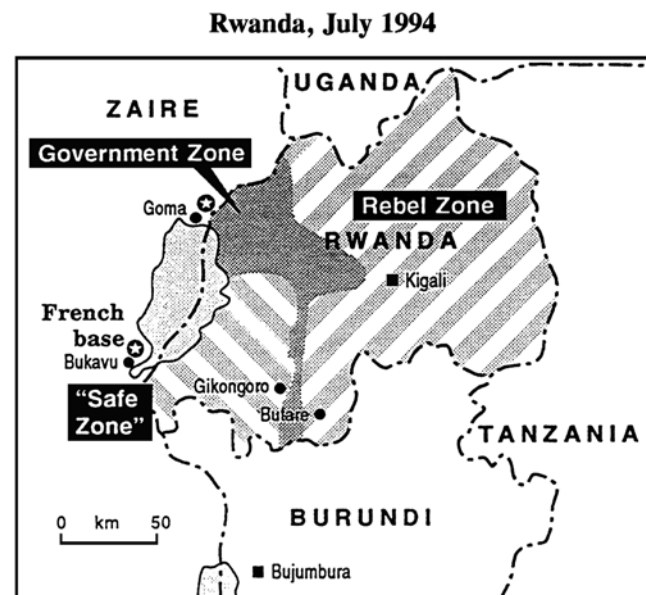 Rwanda, July 1994
UGANDA
ZAIRE
Government Zone
Goma
Rebel Zone
RWANDA
Kigali
French
base
Bukavu
Gikongoro
"Safe
Zone"
Butare
TANZANIA
0 km 50
BURUNDI
Bujumbura